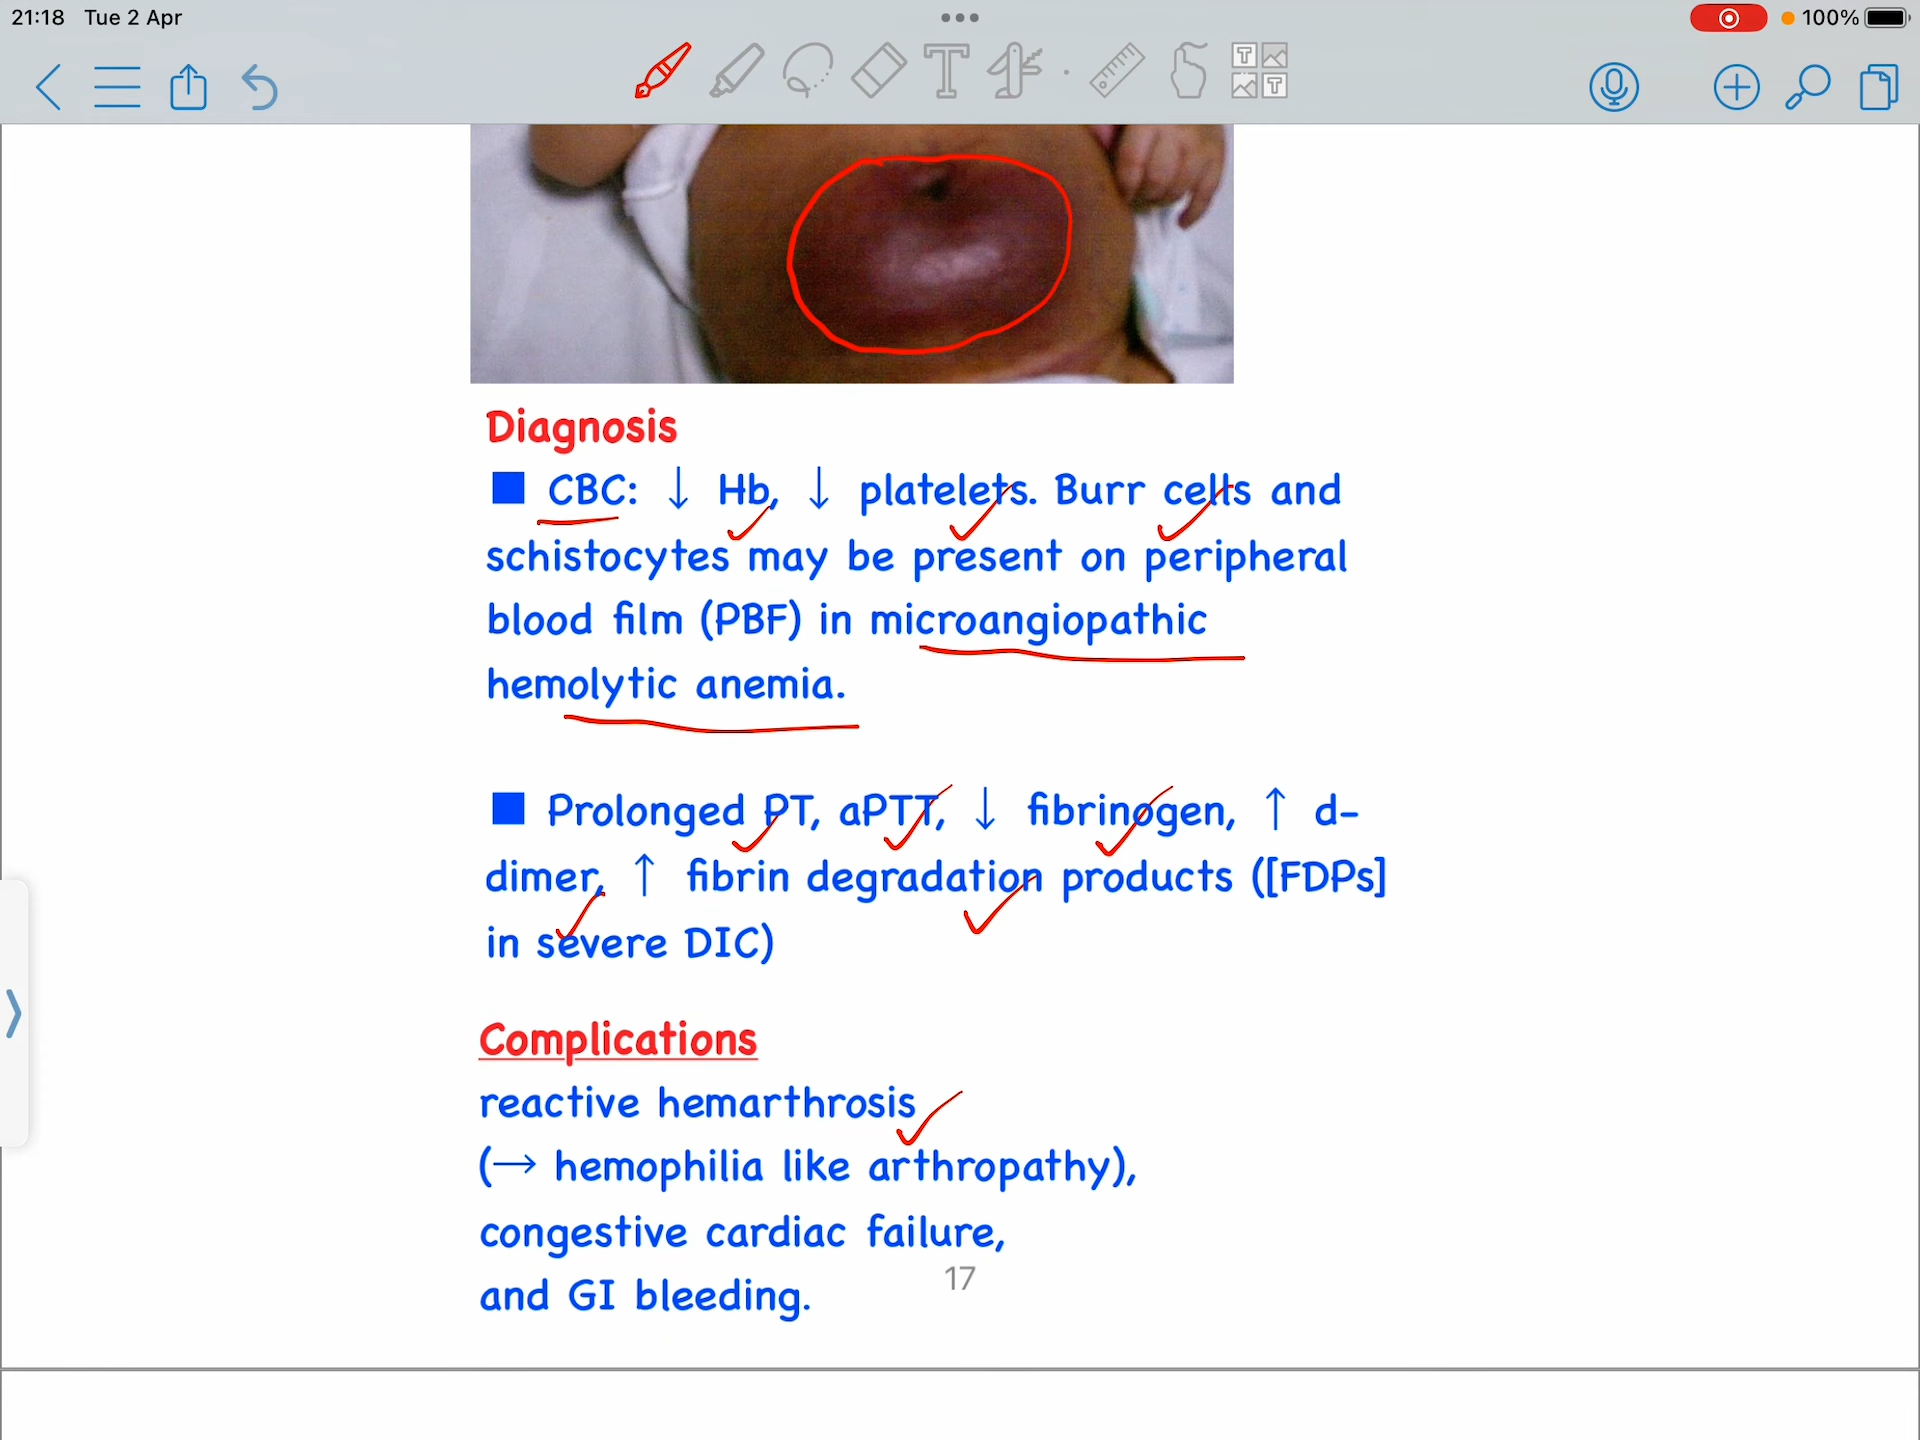 21:18 Tue 2 Apr
100%
Diagnosis
■ CBC: ↓ Hb, ↓ platelets. Burr cells and
schistocytes may be present on peripheral
blood film (PBF) in microangiopathic
hemolytic anemia.
■ Prolonged PT, aPTT, ↓ fibrinogen, ↑ d-
dimer, ↑ fibrin degradation products ([FDPs]
in severe DIC)
Complications
reactive hemarthrosis
(→ hemophilia like arthropathy),
congestive cardiac failure,
and GI bleeding.
17